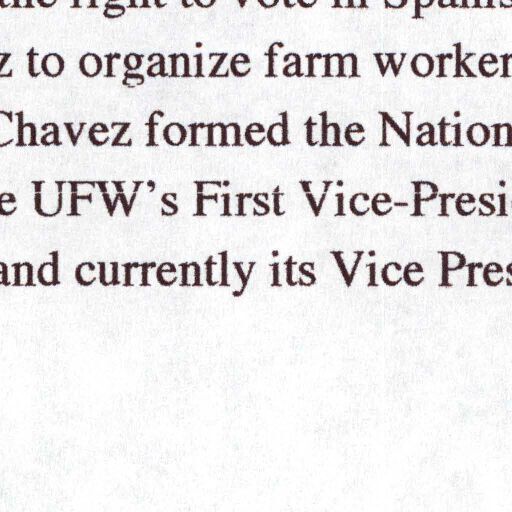 the right to vote in Spanis
z to organize farm worker
Chavez formed the Nation
e UFW's First Vice-Presi
and currently its Vice Pres